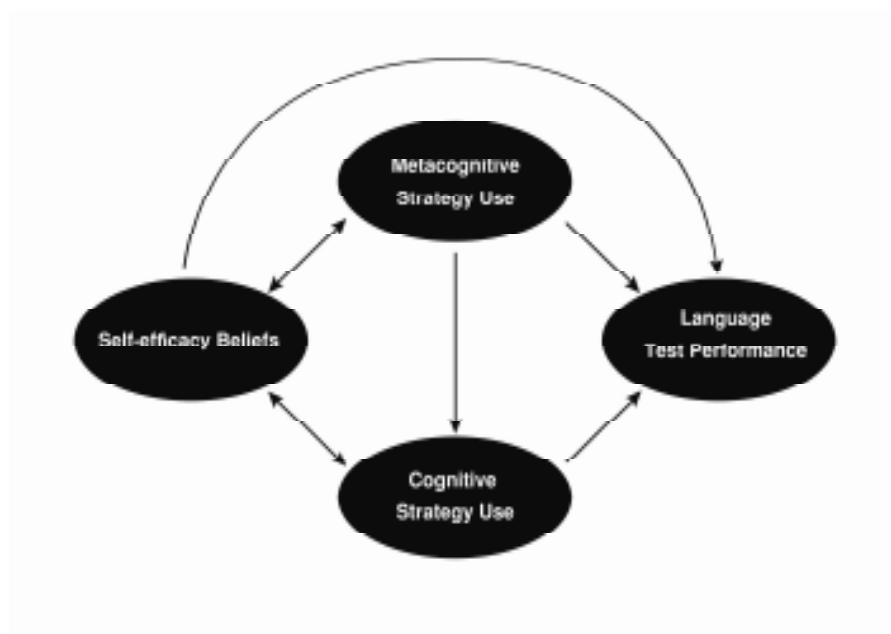 Metacognitive
Strategy Use
Self-efficacy Beliefs
Language
Test Performance
Cognitive
Strategy Use